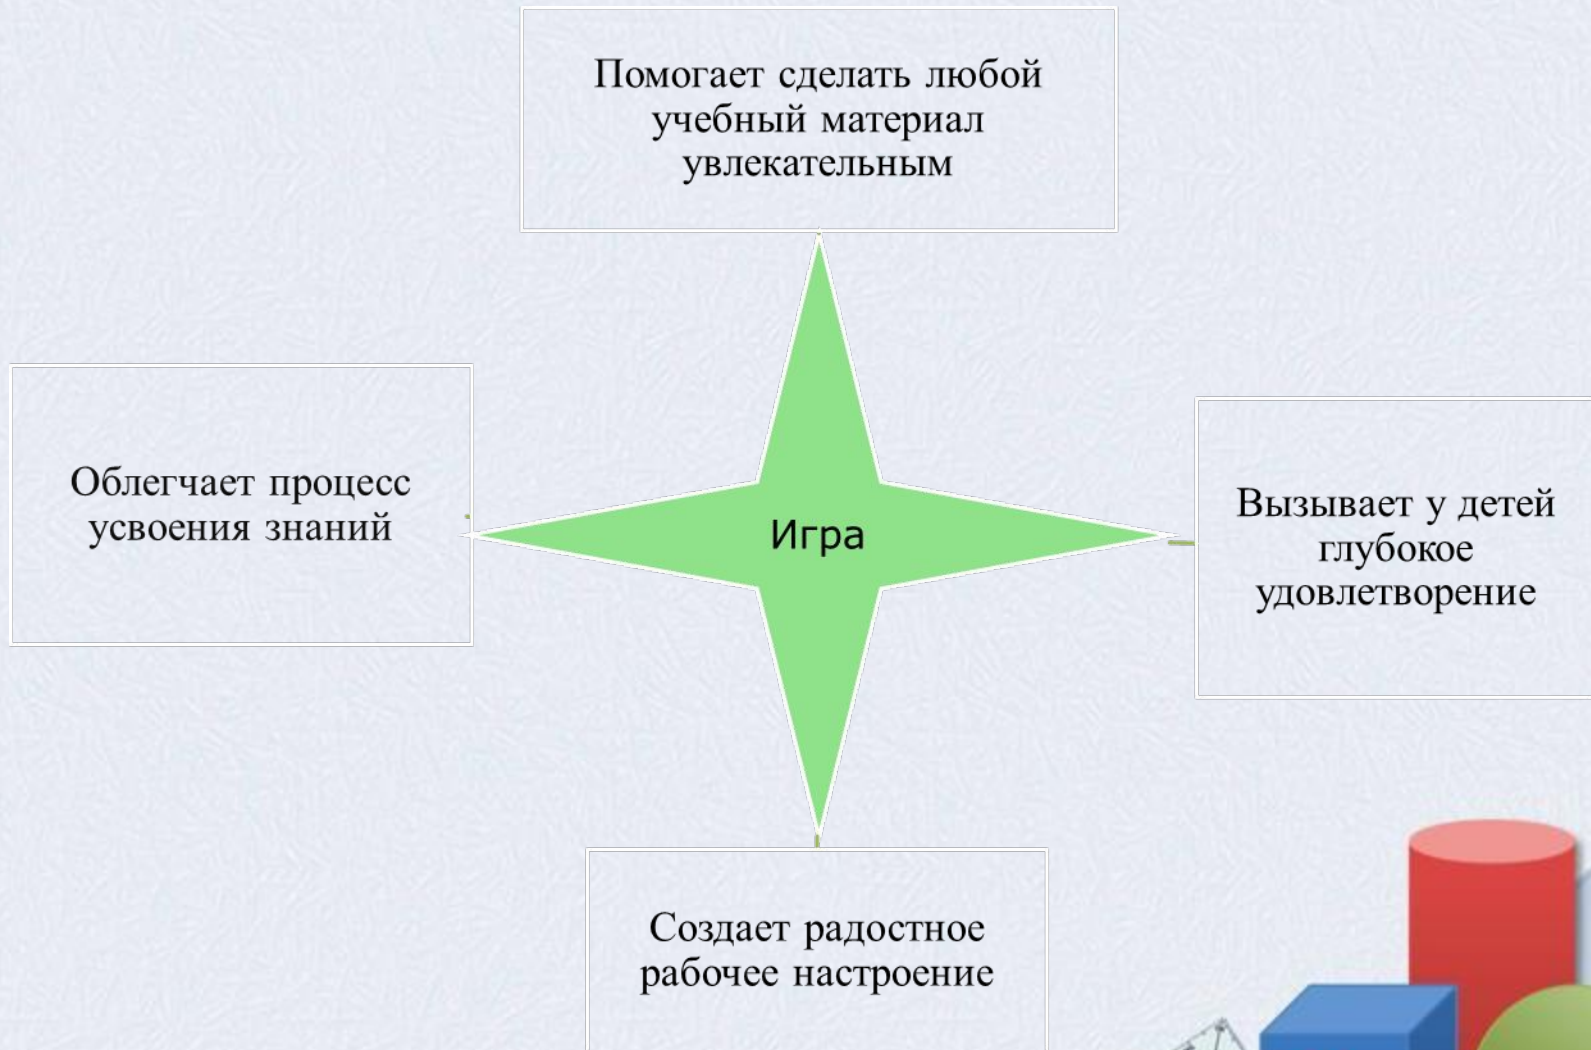 Помогает сделать любой
учебный материал
увлекательным
Облегчает процесс
усвоения знаний
Игра
Вызывает у детей
глубокое
удовлетворение
Создает радостное
рабочее настроение